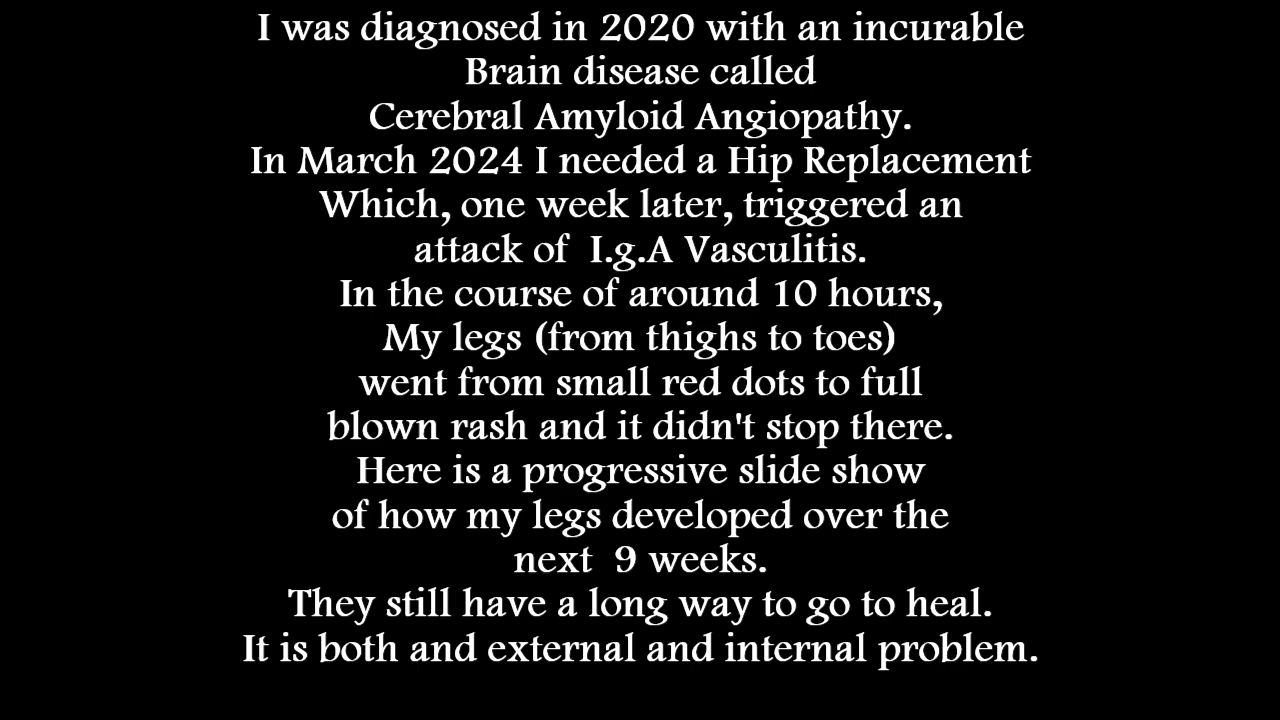 I was diagnosed in 2020 with an incurable
Brain disease called
Cerebral Amyloid Angiopathy.
In March 2024 I needed a Hip Replacement
Which, one week later, triggered an
attack of  I.g.A Vasculitis.
In the course of around 10 hours,
My legs (from thighs to toes)
went from small red dots to full
blown rash and it didn't stop there.
Here is a progressive slide show
of how my legs developed over the
next  9 weeks.
They still have a long way to go to heal.
It is both and external and internal problem.